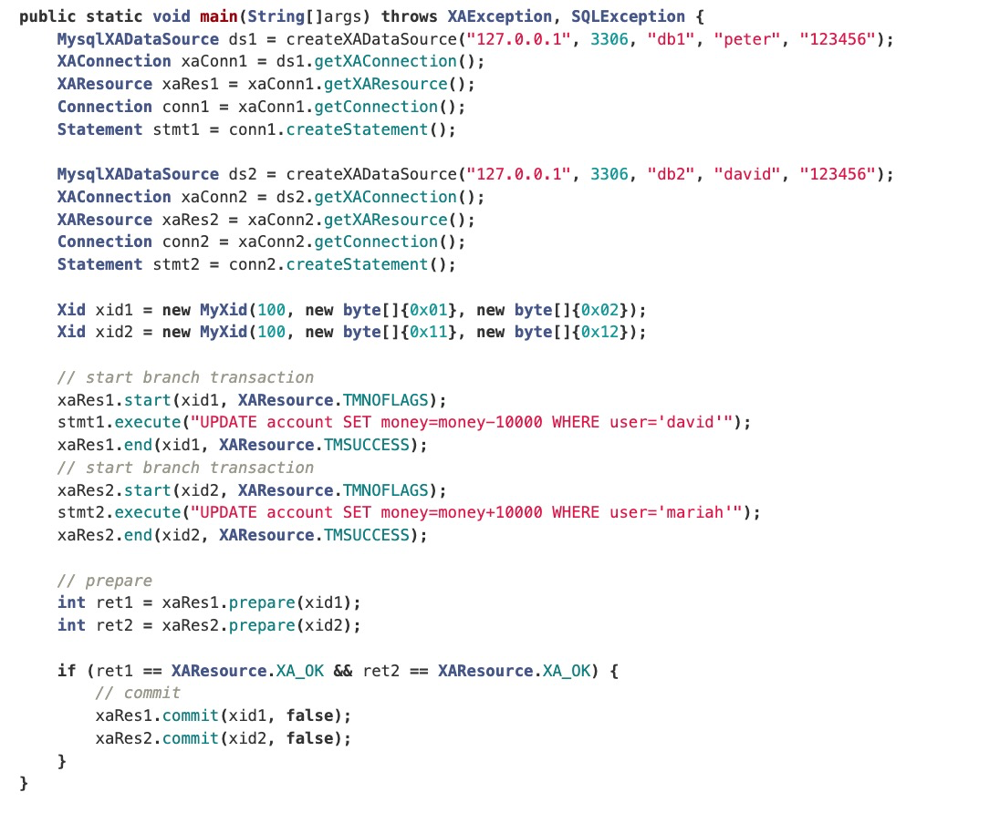 public static void main(String[]args) throws XAException, SQLException {
    MysqlXADataSource ds1 = createXADataSource("127.0.0.1", 3306, "db1", "peter", "123456");
    XAConnection xaConn1 = ds1.getXAConnection();
    XAResource xaRes1 = xaConn1.getXAResource();
    Connection conn1 = xaConn1.getConnection();
    Statement stmt1 = conn1.createStatement();

    MysqlXADataSource ds2 = createXADataSource("127.0.0.1", 3306, "db2", "david", "123456");
    XAConnection xaConn2 = ds2.getXAConnection();
    XAResource xaRes2 = xaConn2.getXAResource();
    Connection conn2 = xaConn2.getConnection();
    Statement stmt2 = conn2.createStatement();

    Xid xid1 = new MyXid(100, new byte[]{0x01}, new byte[]{0x02});
    Xid xid2 = new MyXid(100, new byte[]{0x11}, new byte[]{0x12});

    // start branch transaction
    xaRes1.start(xid1, XAResource.TMNOFLAGS);
    stmt1.execute("UPDATE account SET money=money-10000 WHERE user='david'");
    xaRes1.end(xid1, XAResource.TMSUCCESS);
    // start branch transaction
    xaRes2.start(xid2, XAResource.TMNOFLAGS);
    stmt2.execute("UPDATE account SET money=money+10000 WHERE user='mariah'");
    xaRes2.end(xid2, XAResource.TMSUCCESS);

    // prepare
    int ret1 = xaRes1.prepare(xid1);
    int ret2 = xaRes2.prepare(xid2);

    if (ret1 == XAResource.XA_OK && ret2 == XAResource.XA_OK) {
        // commit
        xaRes1.commit(xid1, false);
        xaRes2.commit(xid2, false);
    }
}